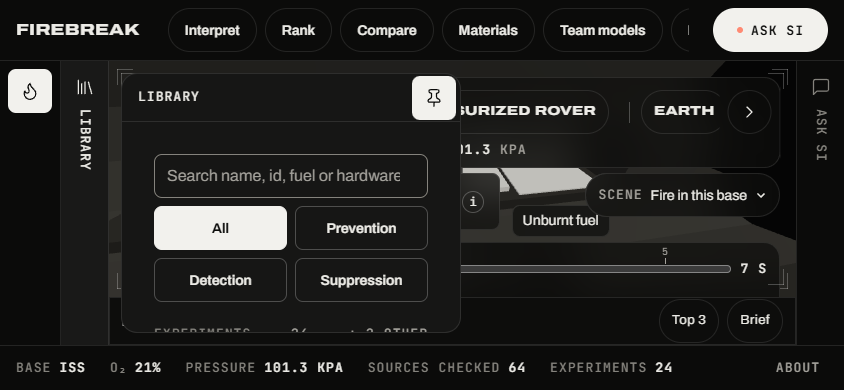 FIREBREAK
Interpret
Rank
Compare
Materials
Team models
ASK SI
LIBRARY
LIBRARY
Search name, id, fuel or hardware
All
Prevention
Detection
Suppression
SURIZED ROVER
EARTH
01.3 KPA
i
SCENE Fire in this base
Unburnt fuel
5
7 S
Top 3
Brief
ASK SI
BASE ISS
O₂ 21%
PRESSURE 101.3 KPA
SOURCES CHECKED 64
EXPERIMENTS 24
ABOUT